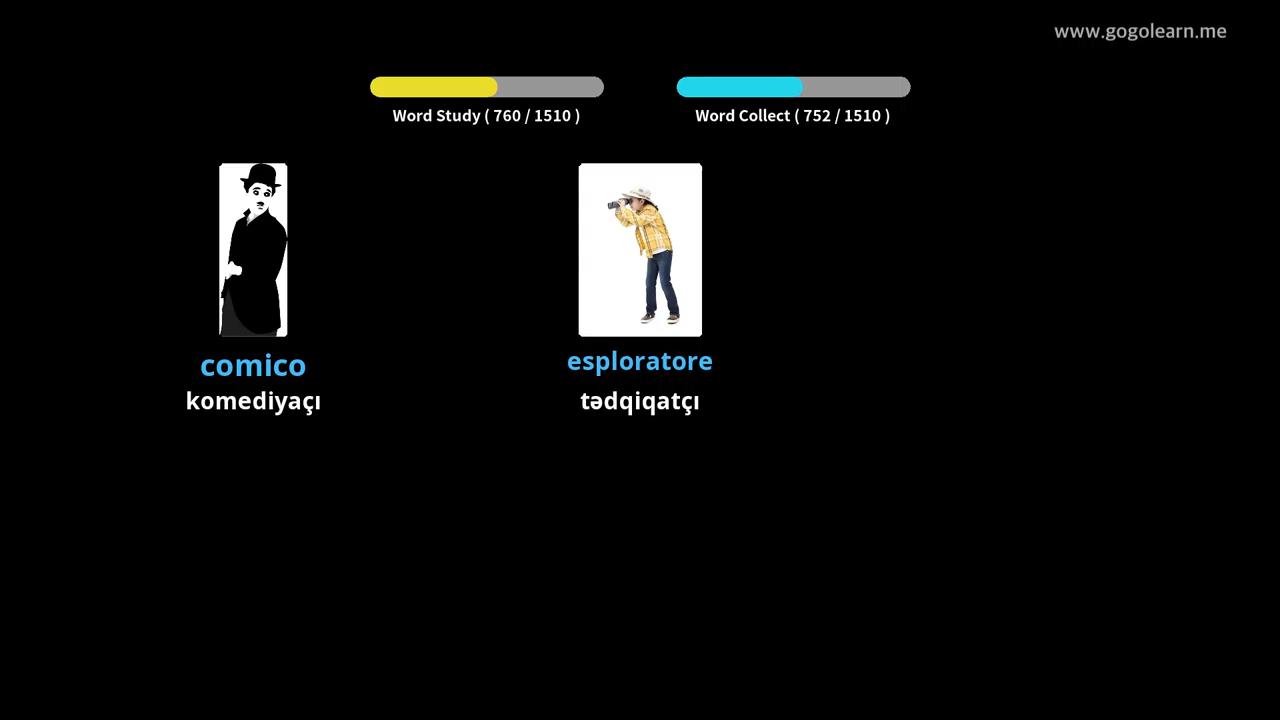 www.gogolearn.me
Word Study ( 760 / 1510 )
Word Collect ( 752 / 1510 )
comico
komediyaçı
esploratore
tədqiqatçı